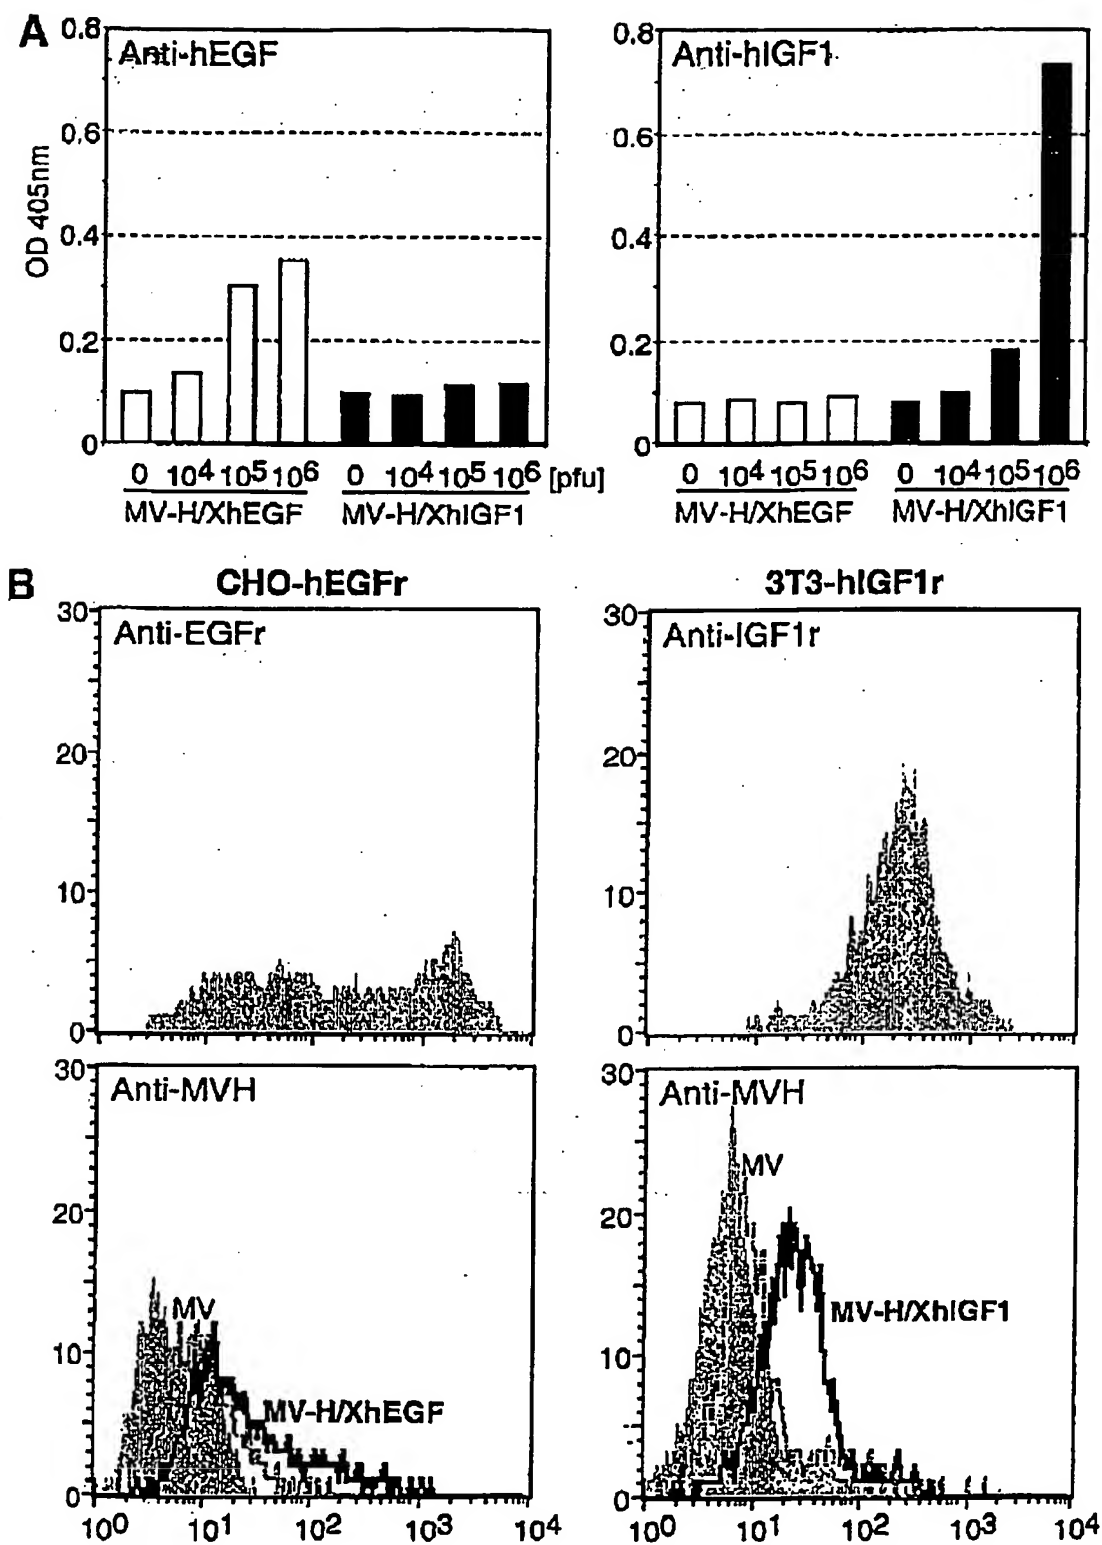 A
0.8
Anti-hEGF
0.6
0.4
0.2
0
OD 405nm
0 10⁴ 10⁵ 10⁶
0 10⁴ 10⁵ 10⁶ [pfu]
MV-H/XhEGF
MV-H/XhIGF1
0.8
Anti-hIGF1
0.6
0.4
0.2
0
0 10⁴ 10⁵ 10⁶
0 10⁴ 10⁵ 10⁶
MV-H/XhEGF
MV-H/XhIGF1
B
CHO-hEGFr
30
Anti-EGFr
20
10
0
3T3-hIGF1r
30
Anti-IGF1r
20
10
0
30
Anti-MVH
20
MV
10
MV-H/XhEGF
0
10⁰ 10¹ 10² 10³ 10⁴
30
Anti-MVH
MV
20
MV-H/XhIGF1
10
0
10⁰ 10¹ 10² 10³ 10⁴